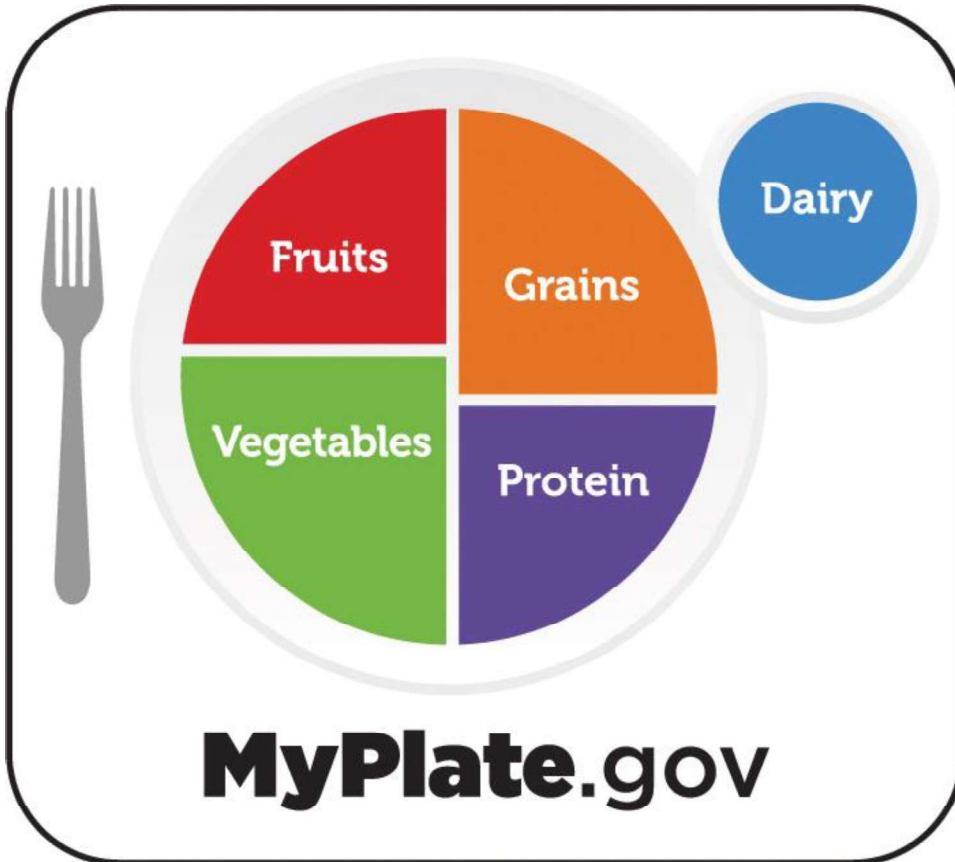 Fruits
Grains
Dairy
Vegetables
Protein
MyPlate.gov